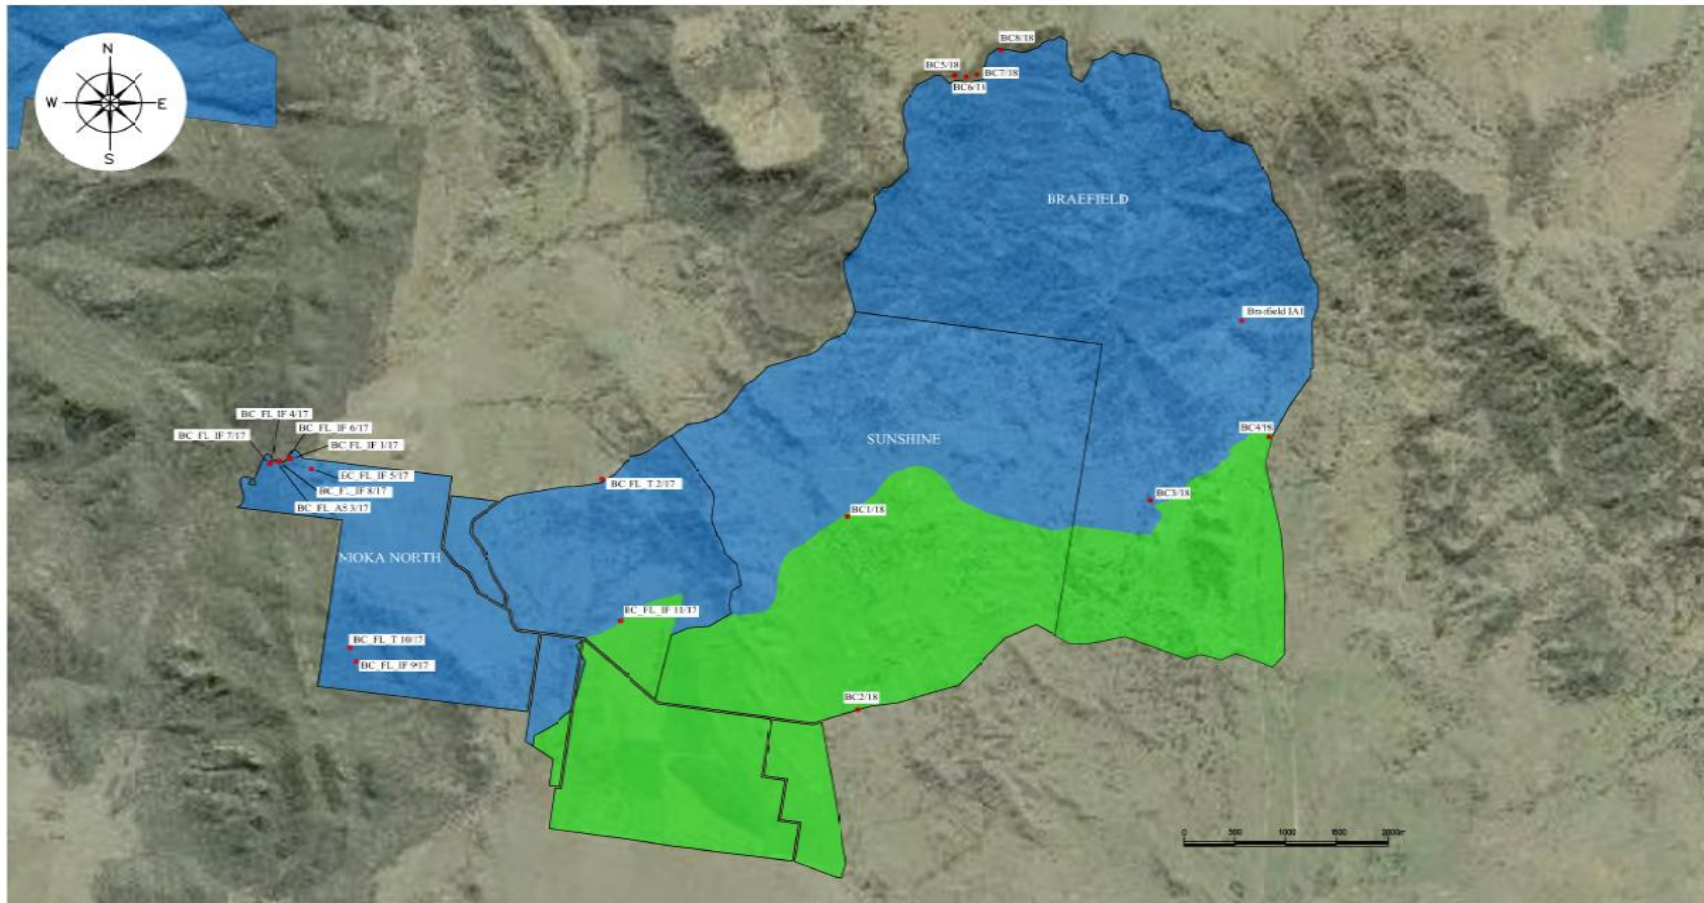 N
W E
S
BC8/18
BC5/18
BC7/18
BC6/18
BRAEFIELD
Braefield IA1
BC_FL_IF 4/17
BC_FL_IF 6/17
BC_FL_IF 7/17
BC_FL_IF 1/17
SUNSHINE
BC4/18
BC_FL_IF 5/17
BC_FL_T 2/17
BC_FL_IF 8/17
BC3/18
BC_FL_A5 3/17
BC1/18
MOKA NORTH
BC_FL_IF 11/17
BC_FL_T 10/17
BC_FL_IF 9/17
BC2/18
0 500 1000 1500 2000m